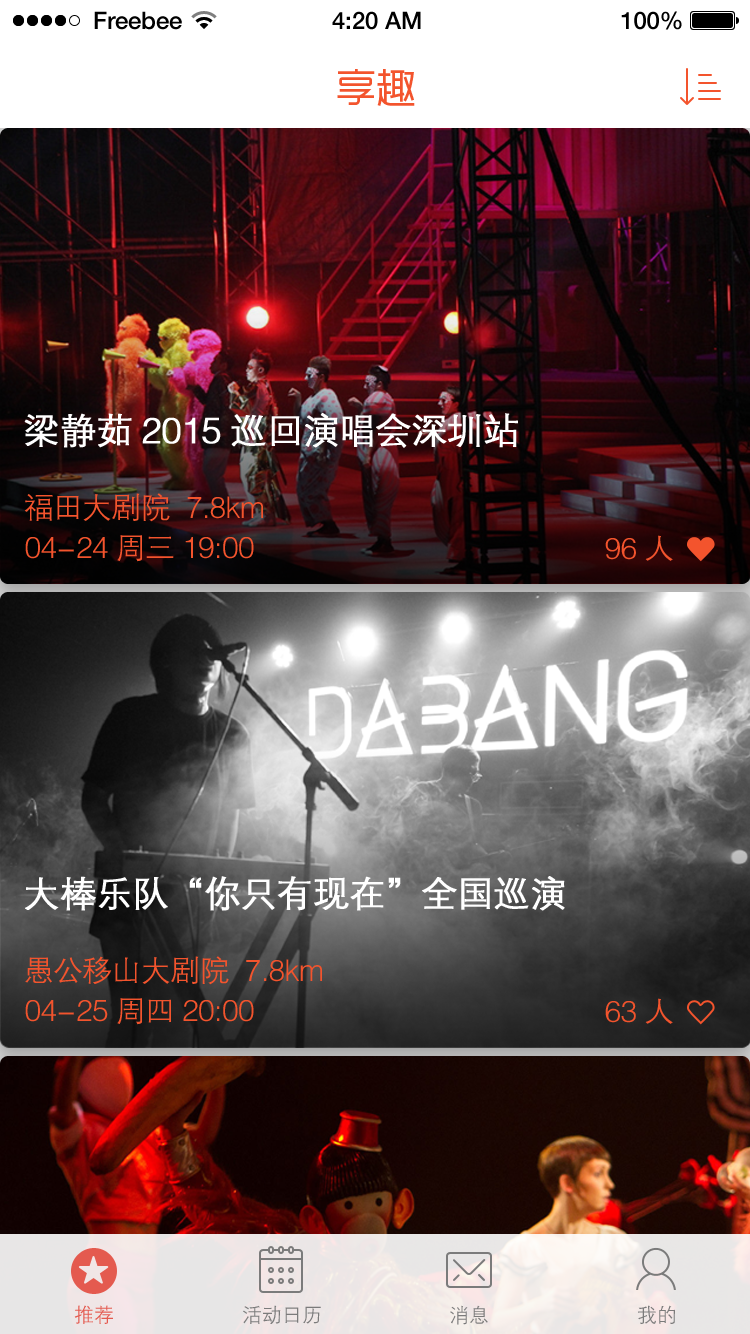 Freebee 4:20 AM 100%
享趣
梁静茹 2015 巡回演唱会深圳站
福田大剧院 7.8km
04-24 周三 19:00
96 人
DABANG
大棒乐队“你只有现在”全国巡演
愚公移山大剧院 7.8km
04-25 周四 20:00
63 人
推荐 活动日历 消息 我的